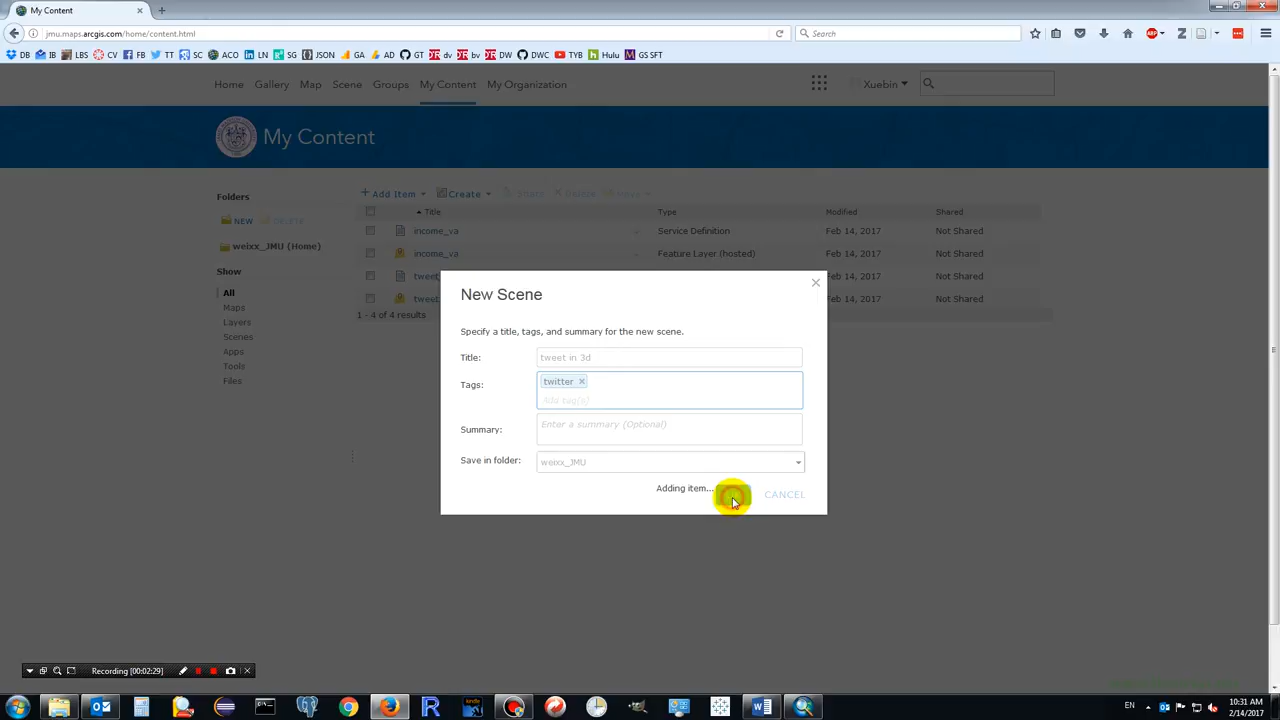 My Content
jmu.maps.arcgis.com/home/content.html
Search
ABP
DB IB LBS CV FB TT SC ACO LN SG JSON GA AD GT dv bv DW DWC TYB Hulu GS SFT
Home Gallery Map Scene Groups My Content My Organization
Xuebin
My Content
Folders
NEW DELETE
weixx_JMU (Home)
Show
All
Maps
Layers
Scenes
Apps
Tools
Files
Add Item Create Share Delete Move
Title Type Modified Shared
income_va Service Definition Feb 14, 2017 Not Shared
income_va Feature Layer (hosted) Feb 14, 2017 Not Shared
tweet 14, 2017 Not Shared
tweet 14, 2017 Not Shared
1 - 4 of 4 results
New Scene
Specify a title, tags, and summary for the new scene.
Title: tweet in 3d
Tags: twitter
Add tag(s)
Summary: Enter a summary (Optional)
Save in folder: weixx_JMU
Adding item... CANCEL
Recording [00:02:29]
EN
10:31 AM
2/14/2017